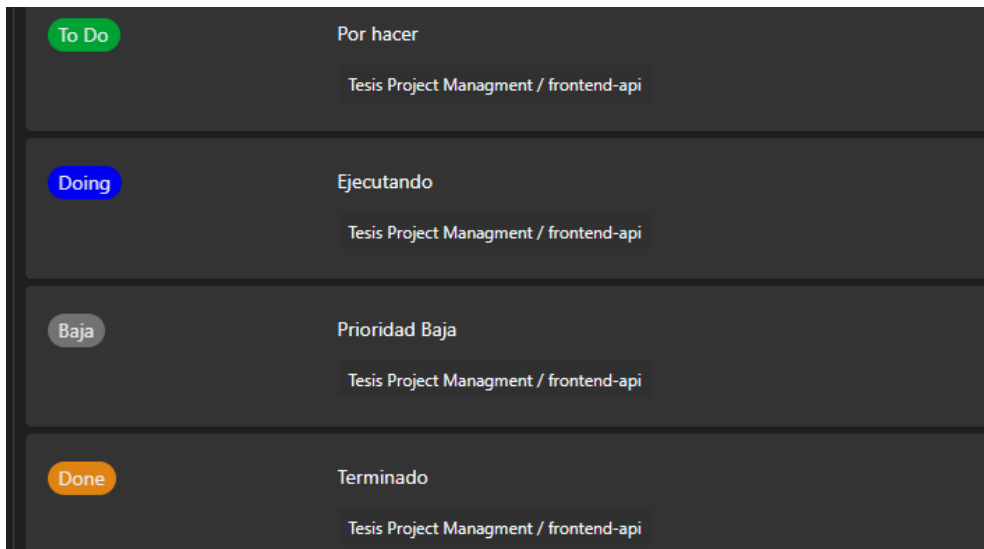 To Do
Por hacer
Tesis Project Managment / frontend-api
Doing
Ejecutando
Tesis Project Managment / frontend-api
Baja
Prioridad Baja
Tesis Project Managment / frontend-api
Done
Terminado
Tesis Project Managment / frontend-api